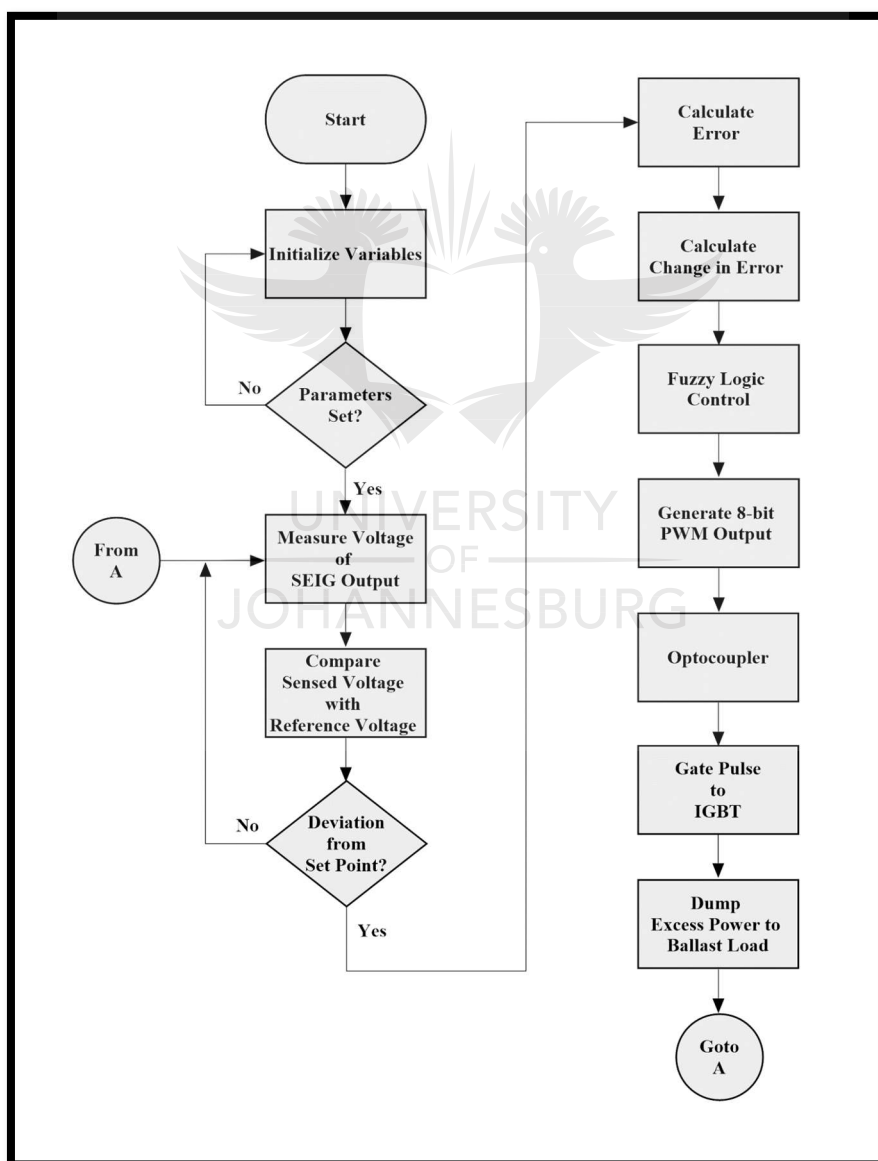 Start
Initialize Variables
No
Parameters
Set?
Yes
From
A
Measure Voltage
of
SEIG Output
Compare
Sensed Voltage
with
Reference Voltage
No
Deviation
from
Set Point?
Yes
Calculate
Error
Calculate
Change in Error
Fuzzy Logic
Control
Generate 8-bit
PWM Output
Optocoupler
Gate Pulse
to
IGBT
Dump
Excess Power to
Ballast Load
Goto
A
UNIVERSITY
OF
JOHANNESBURG